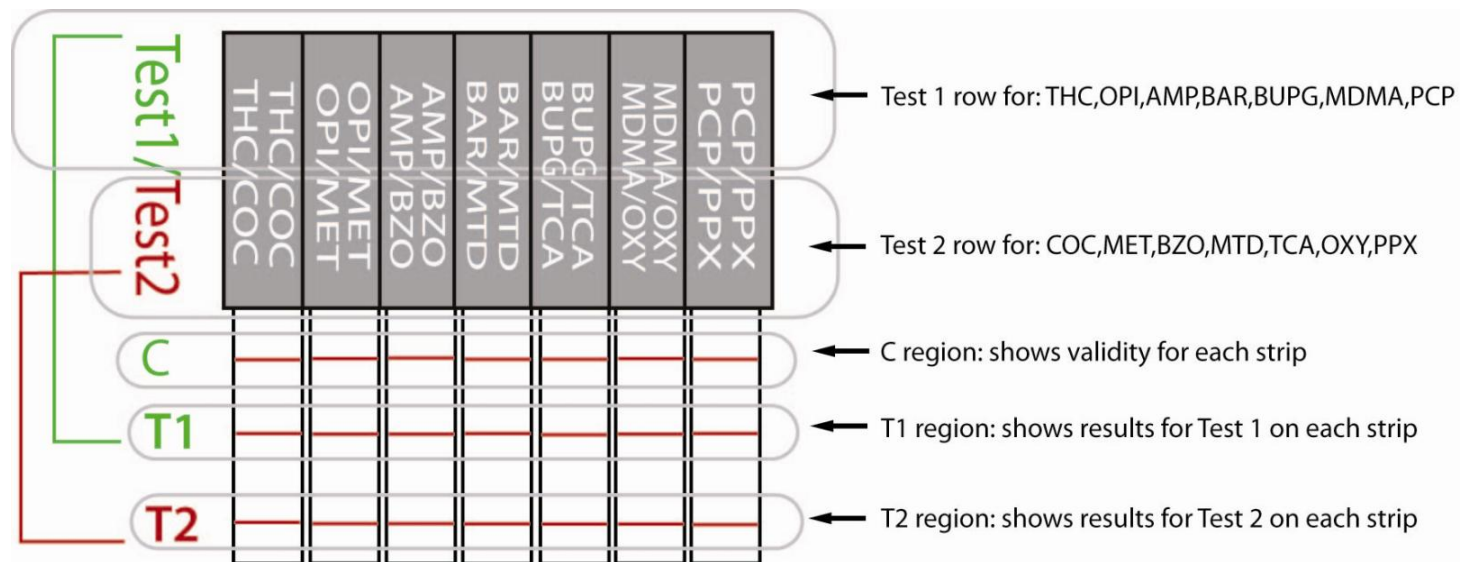 Test1/Test2
THC/COC
THC/COC
OPI/MET
OPI/MET
AMP/BZO
AMP/BZO
BAR/MTD
BAR/MTD
BUPG/TCA
BUPG/TCA
MDMA/OXY
MDMA/OXY
PCP/PPX
PCP/PPX
Test 1 row for: THC,OPI,AMP,BAR,BUPG,MDMA,PCP
Test 2 row for: COC,MET,BZO,MTD,TCA,OXY,PPX
C
C region: shows validity for each strip
T1
T1 region: shows results for Test 1 on each strip
T2
T2 region: shows results for Test 2 on each strip